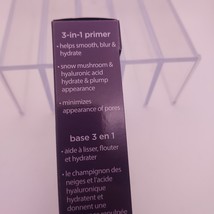 3-in-1 primer
• helps smooth, blur &
hydrate
• snow mushroom &
hyaluronic acid
hydrate & plump
appearance
• minimizes
appearance of pores
base 3 en 1
• aide à lisser, flouter
et hydrater
• le champignon des
neiges et l'acide
hyaluronique
hydratent et
donnent une